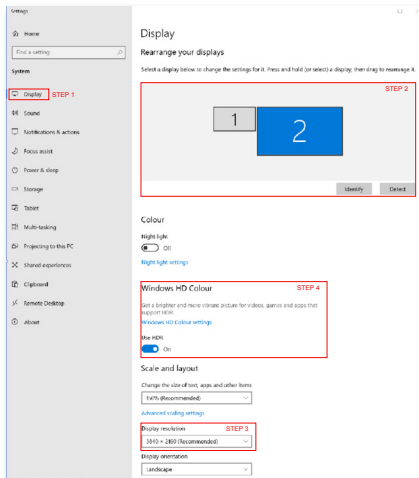 Settings
Home
Find a setting
System
Display STEP 1
Sound
Notifications & actions
Focus assist
Power & sleep
Storage
Tablet
Multi-tasking
Projecting to this PC
Shared experiences
Clipboard
Remote Desktop
About
Display
Rearrange your displays
Select a display below to change the settings for it. Press and hold (or select) a display, then drag to rearrange it.
STEP 2
1
2
Identify Detect
Colour
Night light
Off
Night light settings
STEP 4
Windows HD Colour
Get a brighter and more vibrant picture for videos, games and apps that
support HDR.
Windows HD Colour settings
Use HDR
On
Scale and layout
Change the size of text, apps and other items
150% (Recommended)
Advanced scaling settings
Display resolution STEP 3
3840 × 2160 (Recommended)
Display orientation
Landscape